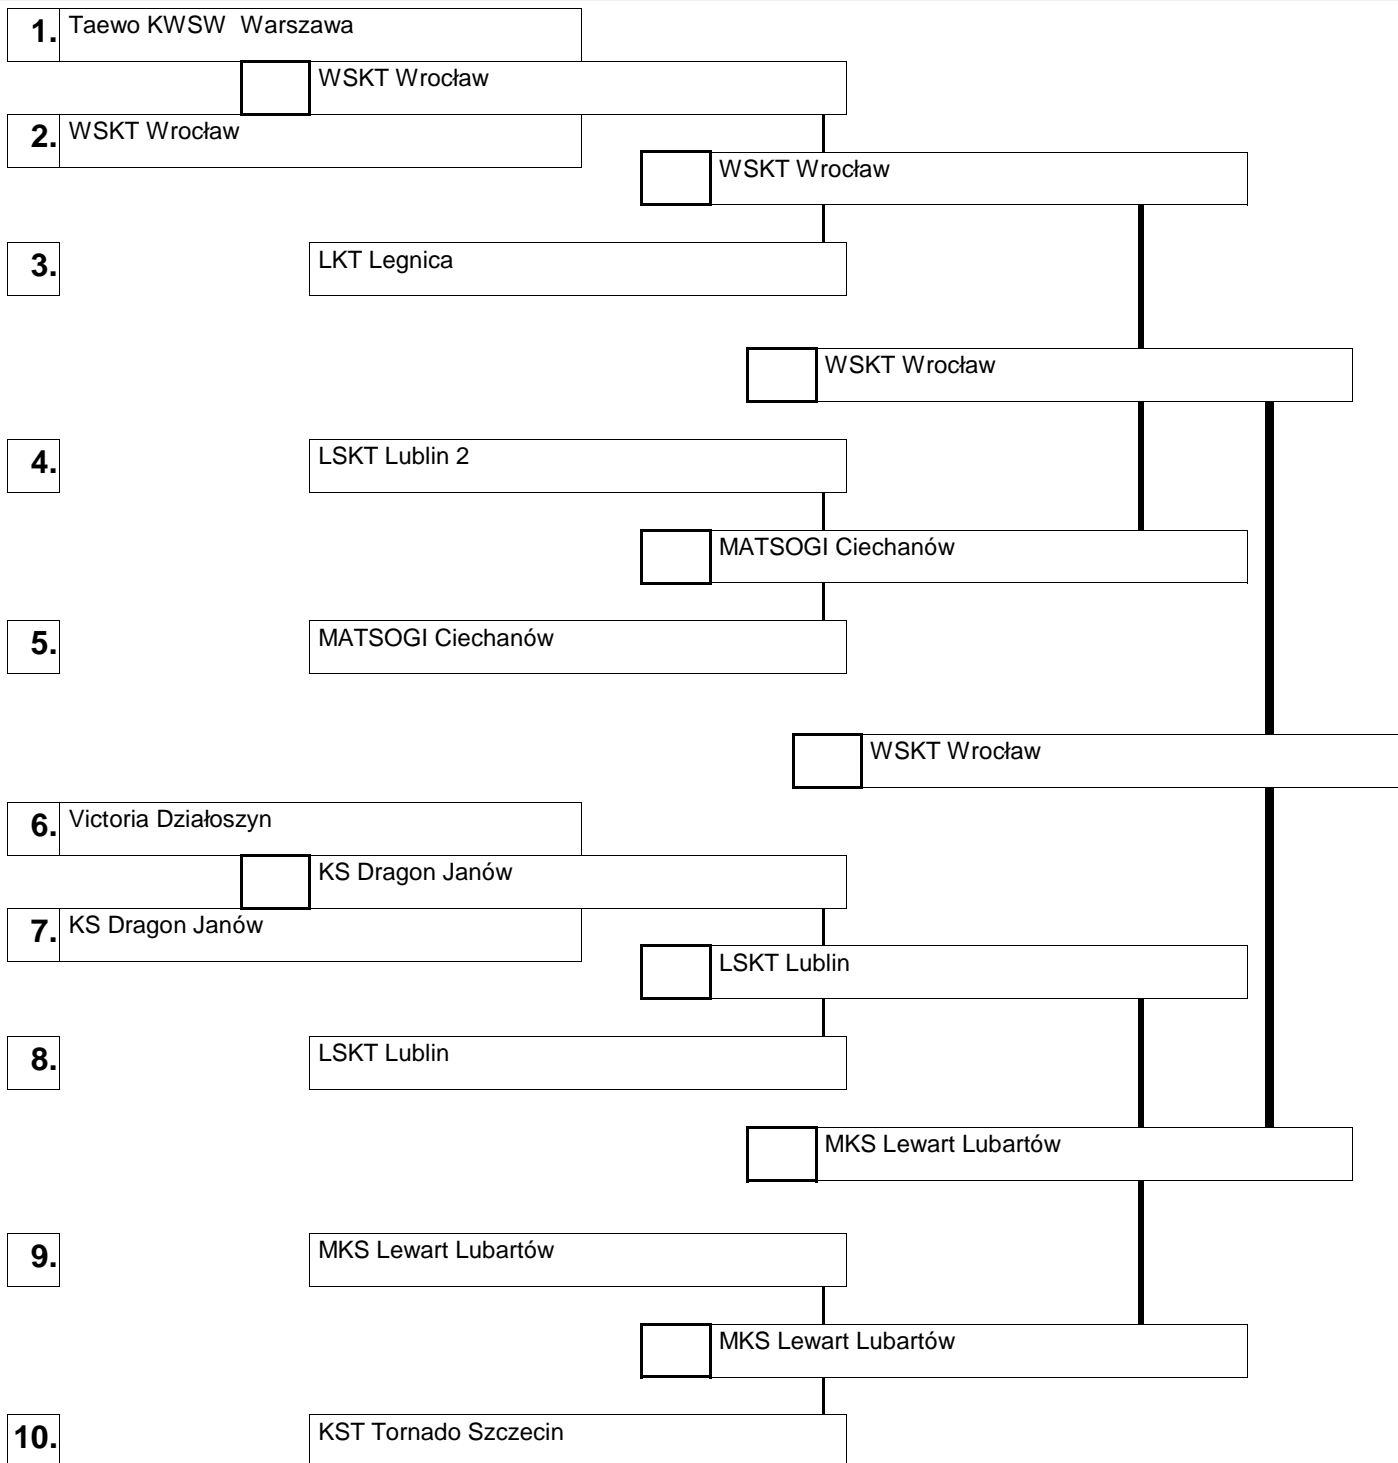 1. Taewo KWSW  Warszawa
WSKT Wrocław
2. WSKT Wrocław
WSKT Wrocław
3. LKT Legnica
WSKT Wrocław
4. LSKT Lublin 2
MATSOGI Ciechanów
5. MATSOGI Ciechanów
WSKT Wrocław
6. Victoria Działoszyn
KS Dragon Janów
7. KS Dragon Janów
LSKT Lublin
8. LSKT Lublin
MKS Lewart Lubartów
9. MKS Lewart Lubartów
MKS Lewart Lubartów
10. KST Tornado Szczecin